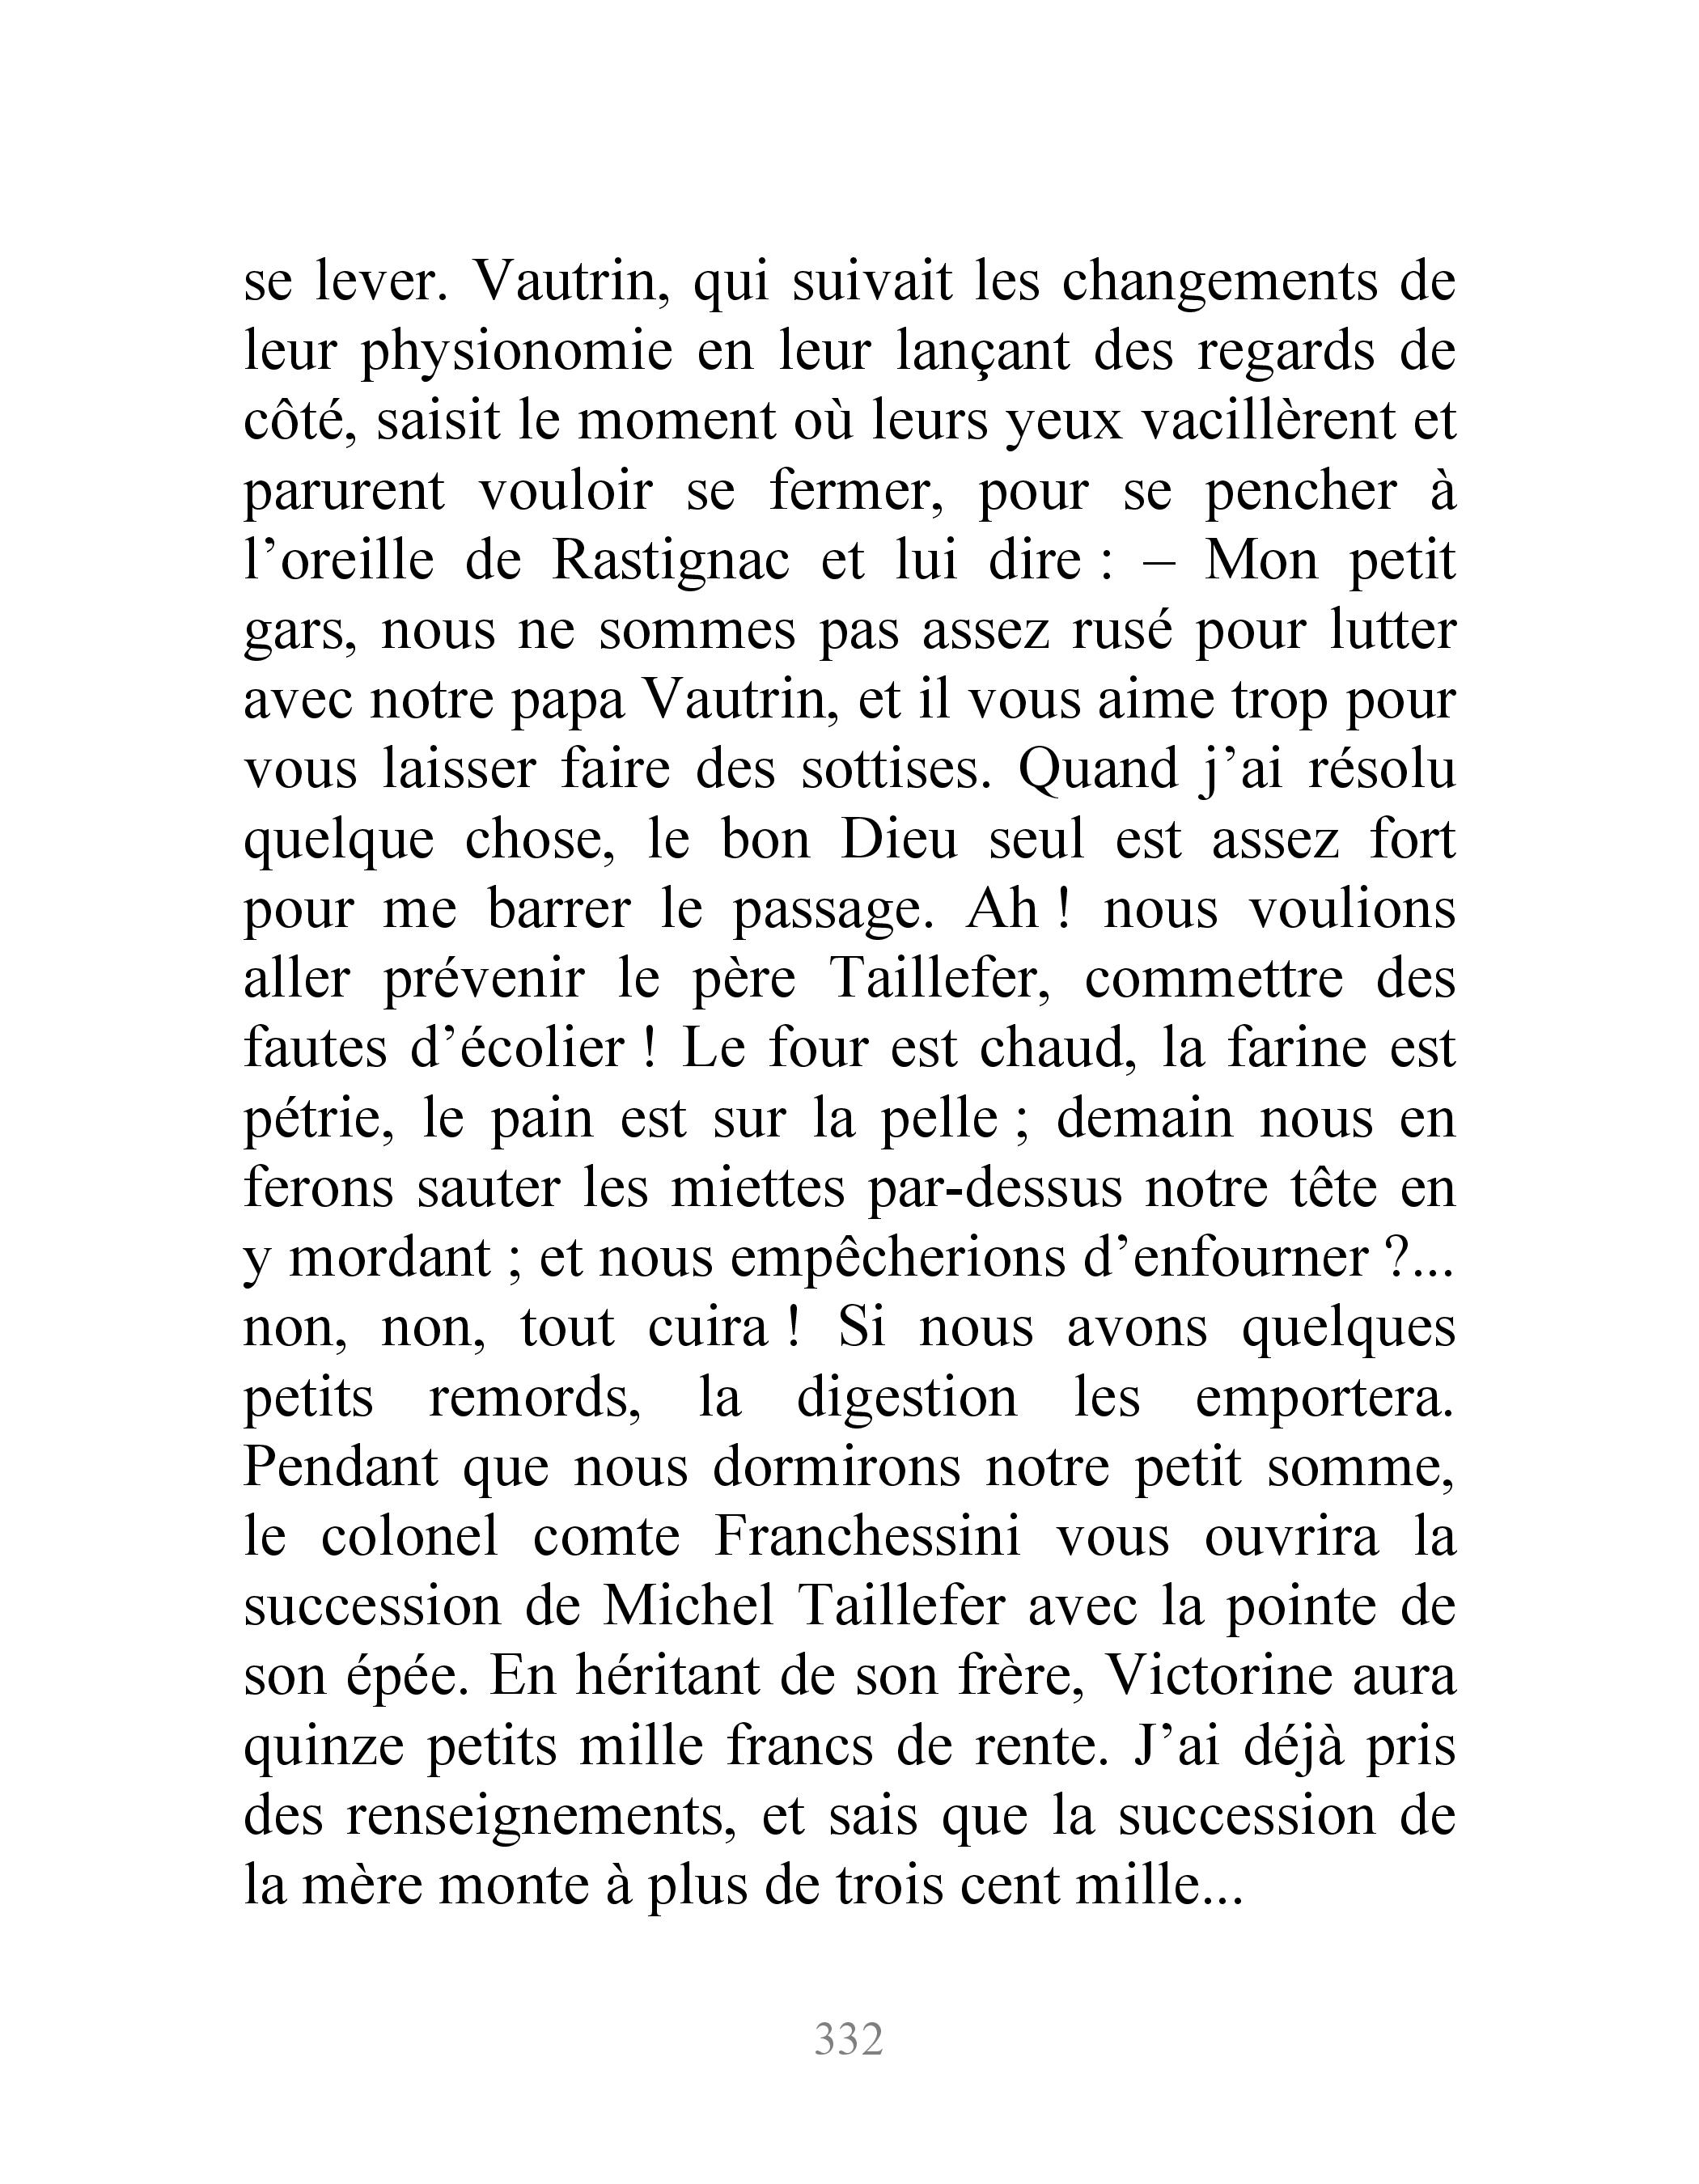 se lever. Vautrin, qui suivait les changements de
leur physionomie en leur lançant des regards de
côté, saisit le moment où leurs yeux vacillèrent et
parurent vouloir se fermer, pour se pencher à
l’oreille de Rastignac et lui dire : – Mon petit
gars, nous ne sommes pas assez rusé pour lutter
avec notre papa Vautrin, et il vous aime trop pour
vous laisser faire des sottises. Quand j’ai résolu
quelque chose, le bon Dieu seul est assez fort
pour me barrer le passage. Ah ! nous voulions
aller prévenir le père Taillefer, commettre des
fautes d’écolier ! Le four est chaud, la farine est
pétrie, le pain est sur la pelle ; demain nous en
ferons sauter les miettes par-dessus notre tête en
y mordant ; et nous empêcherions d’enfourner ?...
non, non, tout cuira ! Si nous avons quelques
petits remords, la digestion les emportera.
Pendant que nous dormirons notre petit somme,
le colonel comte Franchessini vous ouvrira la
succession de Michel Taillefer avec la pointe de
son épée. En héritant de son frère, Victorine aura
quinze petits mille francs de rente. J’ai déjà pris
des renseignements, et sais que la succession de
la mère monte à plus de trois cent mille...
332